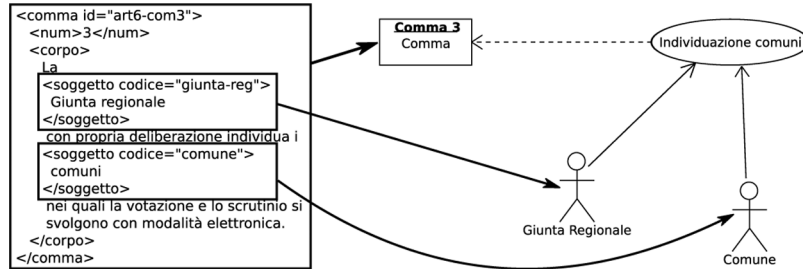 <comma id="art6-com3">
<num>3</num>
<corpo>
La
<soggetto codice="giunta-reg">
Giunta regionale
</soggetto>
con propria deliberazione individua i
<soggetto codice="comune">
comuni
</soggetto>
nei quali la votazione e lo scrutinio si
svolgono con modalità elettronica.
</corpo>
</comma>
Comma 3
Comma
Individuazione comuni
Giunta Regionale
Comune